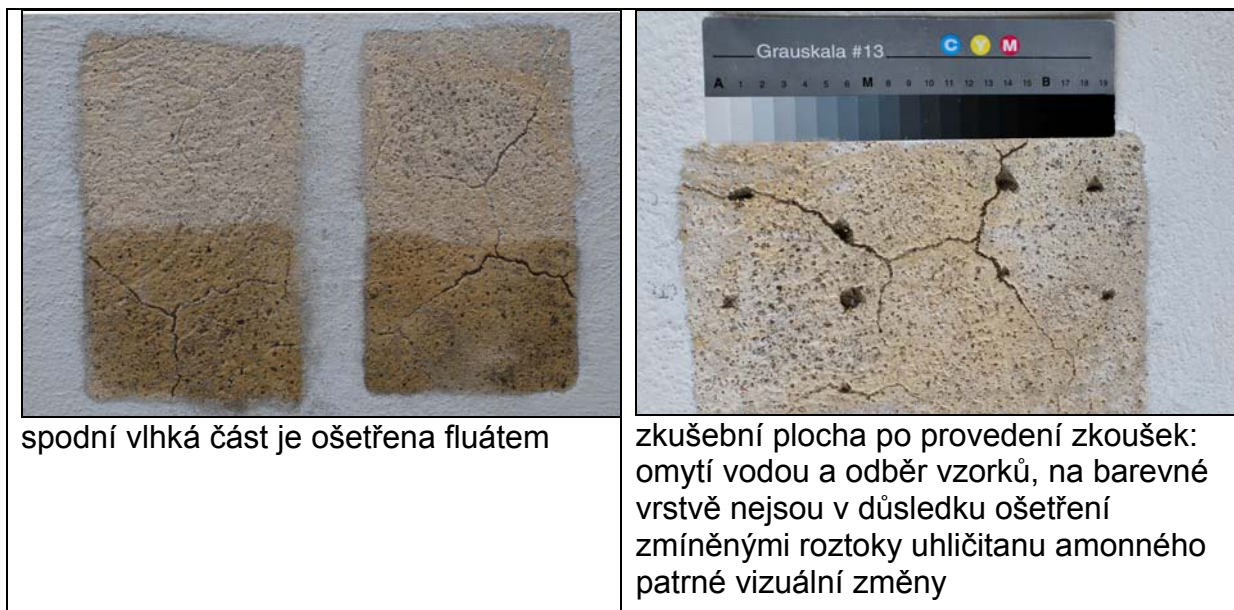 Grauskala #13 C Y M
A 1 2 3 4 5 6 M 8 9 10 11 12 13 14 15 B 17 18 19
spodní vlhká část je ošetřena fluátem
zkušební plocha po provedení zkoušek:
omytí vodou a odběr vzorků, na barevné
vrstvě nejsou v důsledku ošetření
zmíněnými roztoky uhličitanu amonného
patrné vizuální změny